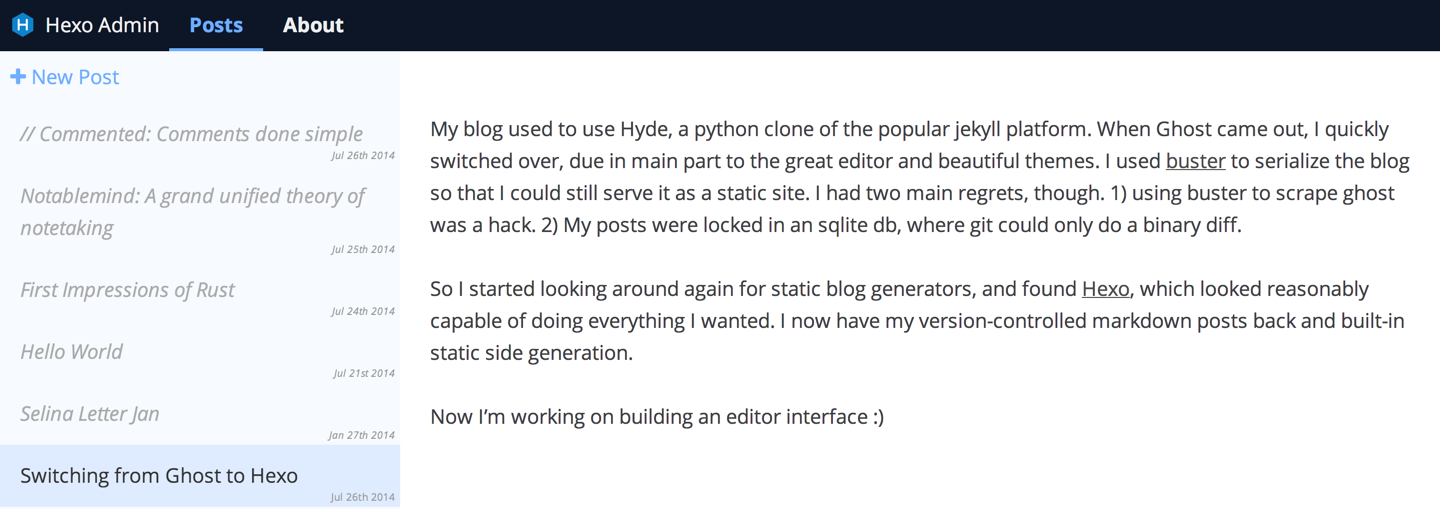 Hexo Admin Posts About
+ New Post
// Commented: Comments done simple
Jul 26th 2014
Notablemind: A grand unified theory of
notetaking
Jul 25th 2014
First Impressions of Rust
Jul 24th 2014
Hello World
Jul 21st 2014
Selina Letter Jan
Jan 27th 2014
Switching from Ghost to Hexo
Jul 26th 2014
My blog used to use Hyde, a python clone of the popular jekyll platform. When Ghost came out, I quickly
switched over, due in main part to the great editor and beautiful themes. I used buster to serialize the blog
so that I could still serve it as a static site. I had two main regrets, though. 1) using buster to scrape ghost
was a hack. 2) My posts were locked in an sqlite db, where git could only do a binary diff.
So I started looking around again for static blog generators, and found Hexo, which looked reasonably
capable of doing everything I wanted. I now have my version-controlled markdown posts back and built-in
static side generation.
Now I’m working on building an editor interface :)